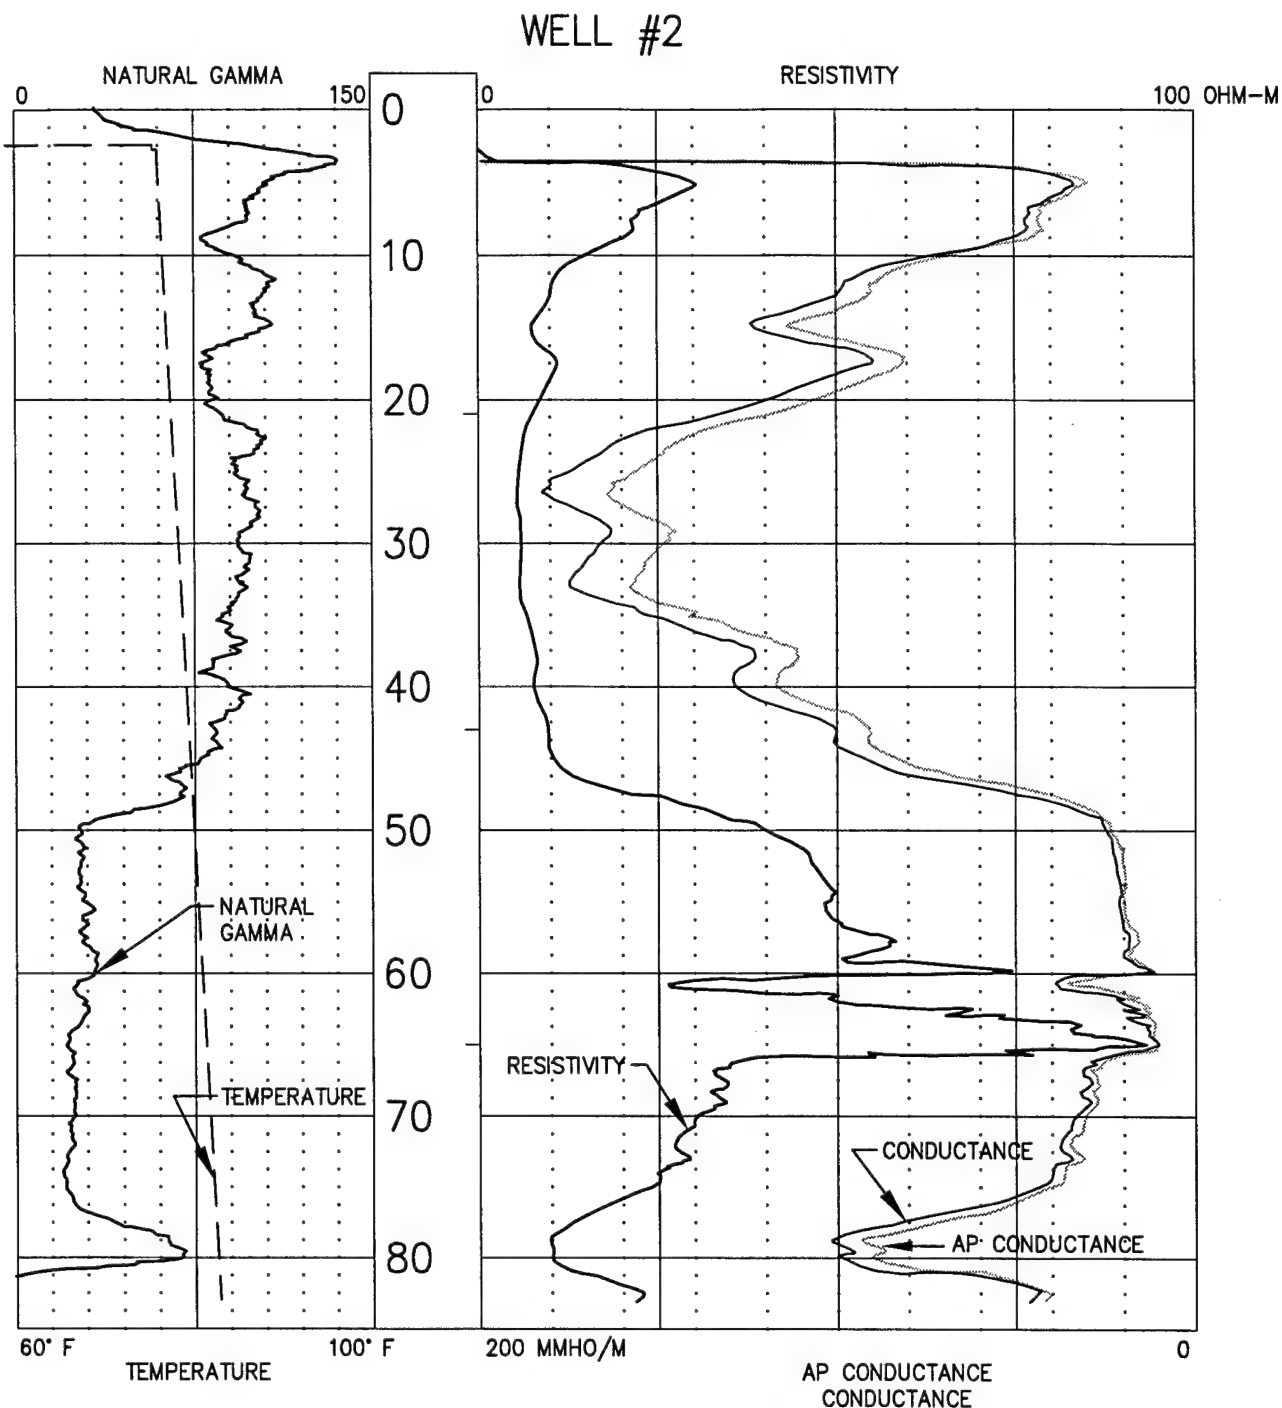 WELL #2
NATURAL GAMMA
RESISTIVITY
0 150 0 100 OHM-M
0
10
20
30
40
50
NATURAL
GAMMA
60
RESISTIVITY
TEMPERATURE
70
CONDUCTANCE
AP CONDUCTANCE
80
60° F 100° F 200 MMHO/M 0
TEMPERATURE
AP CONDUCTANCE
CONDUCTANCE